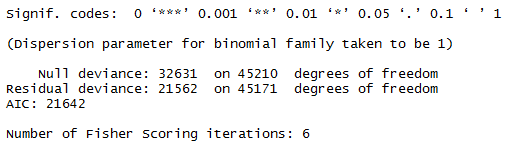 Signif. codes:  0 ‘***’ 0.001 ‘**’ 0.01 ‘*’ 0.05 ‘.’ 0.1 ‘ ’ 1
(Dispersion parameter for binomial family taken to be 1)
    Null deviance: 32631  on 45210  degrees of freedom
Residual deviance: 21562  on 45171  degrees of freedom
AIC: 21642
Number of Fisher Scoring iterations: 6